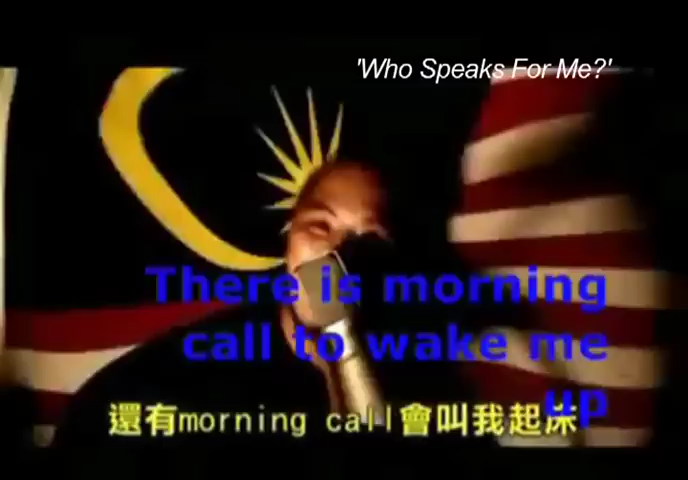 'Who Speaks For Me?'
There is morning
call to wake me
up
還有morning call會叫我起床